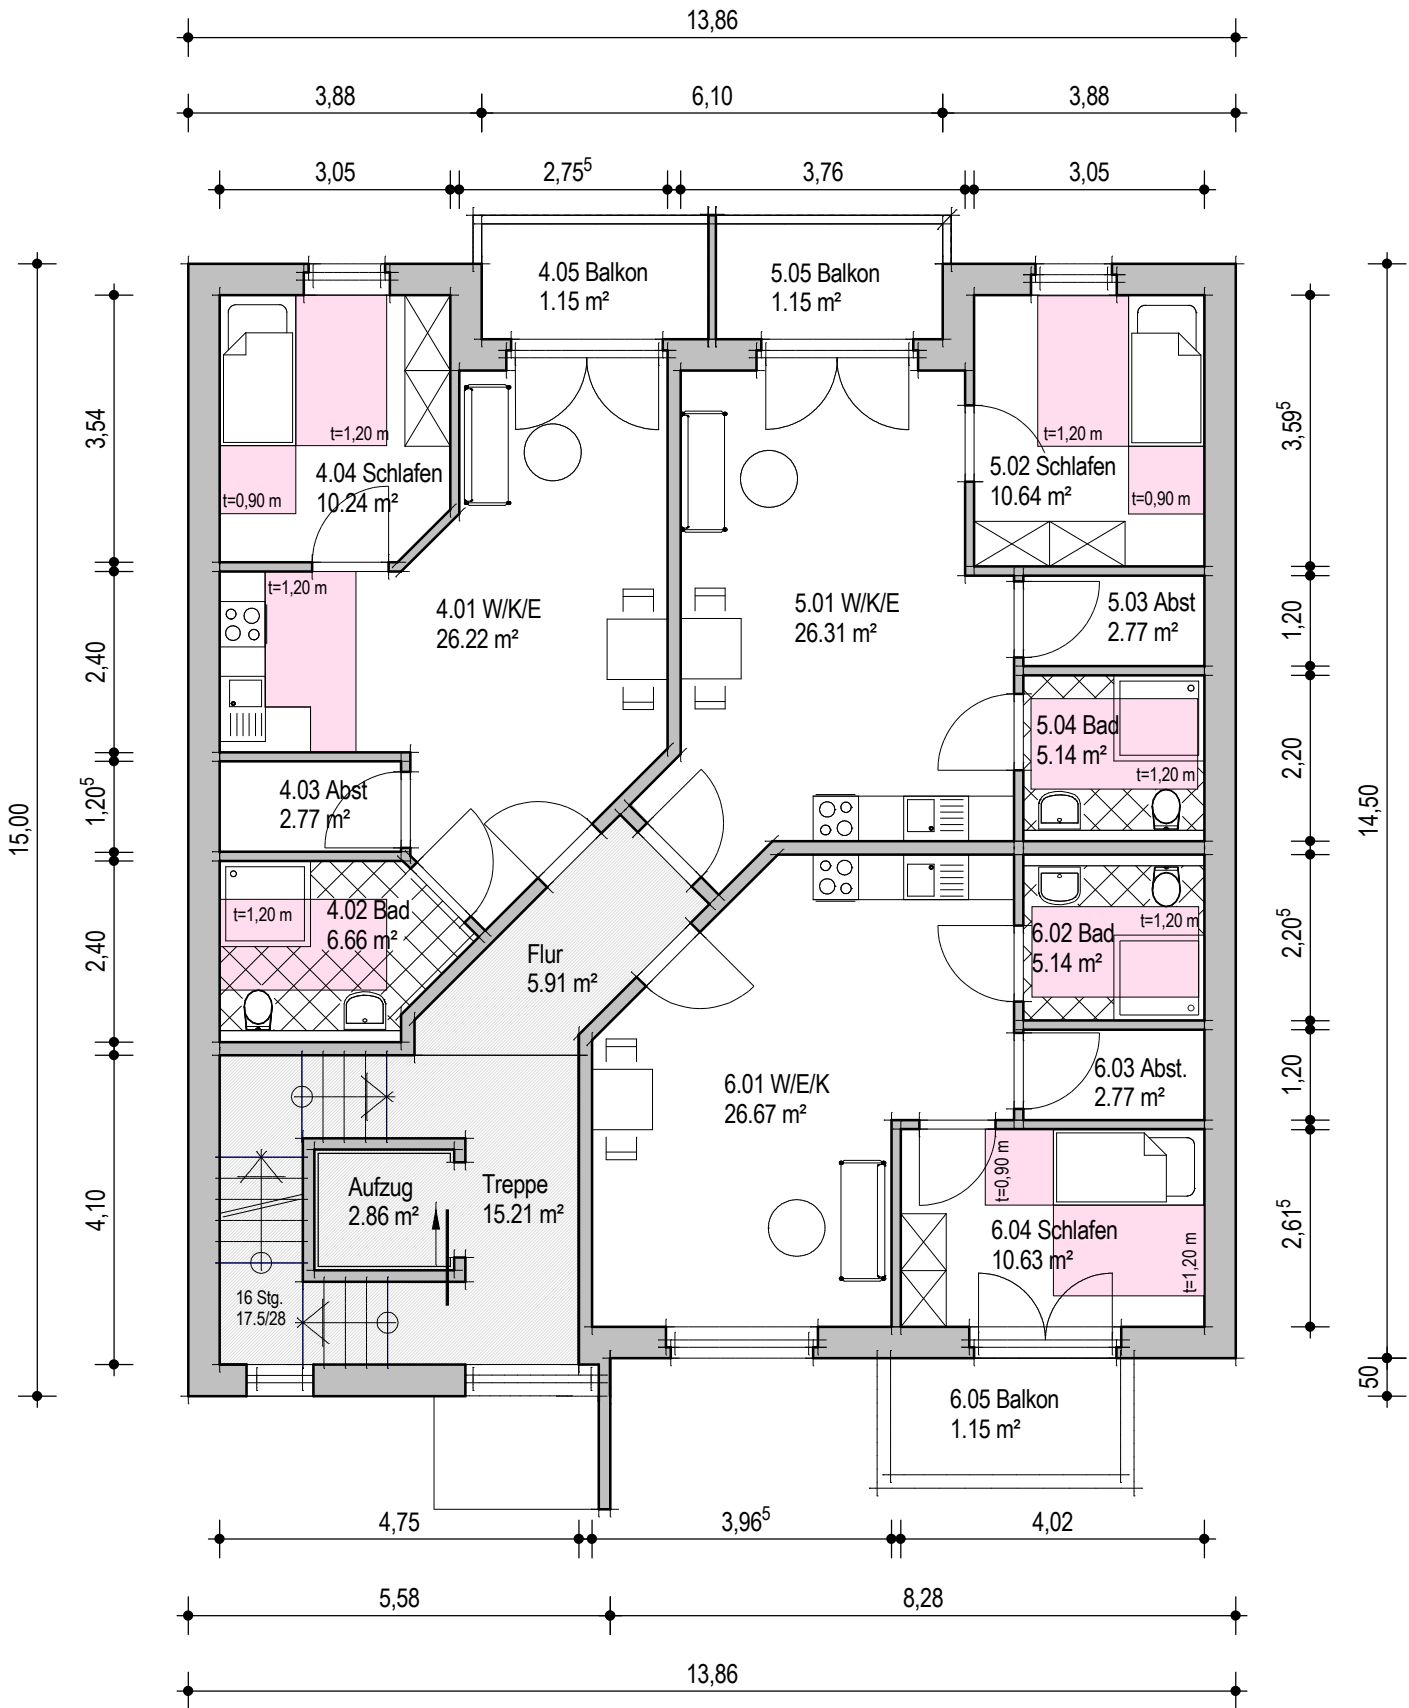 13,86
3,88
6,10
3,88
3,05
2,75⁵
3,76
3,05
4.05 Balkon
1.15 m²
5.05 Balkon
1.15 m²
15,00
3,54
2,40
1,20⁵
2,40
4,10
t=1,20 m
4.04 Schlafen
10.24 m²
t=0,90 m
t=1,20 m
5.02 Schlafen
10.64 m²
t=0,90 m
t=1,20 m
4.01 W/K/E
26.22 m²
5.01 W/K/E
26.31 m²
5.03 Abst
2.77 m²
5.04 Bad
5.14 m²
t=1,20 m
4.03 Abst
2.77 m²
t=1,20 m
4.02 Bad
6.66 m²
Flur
5.91 m²
t=1,20 m
6.02 Bad
5.14 m²
6.01 W/E/K
26.67 m²
6.03 Abst.
2.77 m²
Aufzug
2.86 m²
Treppe
15.21 m²
t=0,90 m
6.04 Schlafen
10.63 m²
t=1,20 m
16 Stg.
17.5/28
6.05 Balkon
1.15 m²
3,59⁵
1,20
2,20
2,20⁵
1,20
2,61⁵
14,50
50
4,75
3,96⁵
4,02
5,58
8,28
13,86